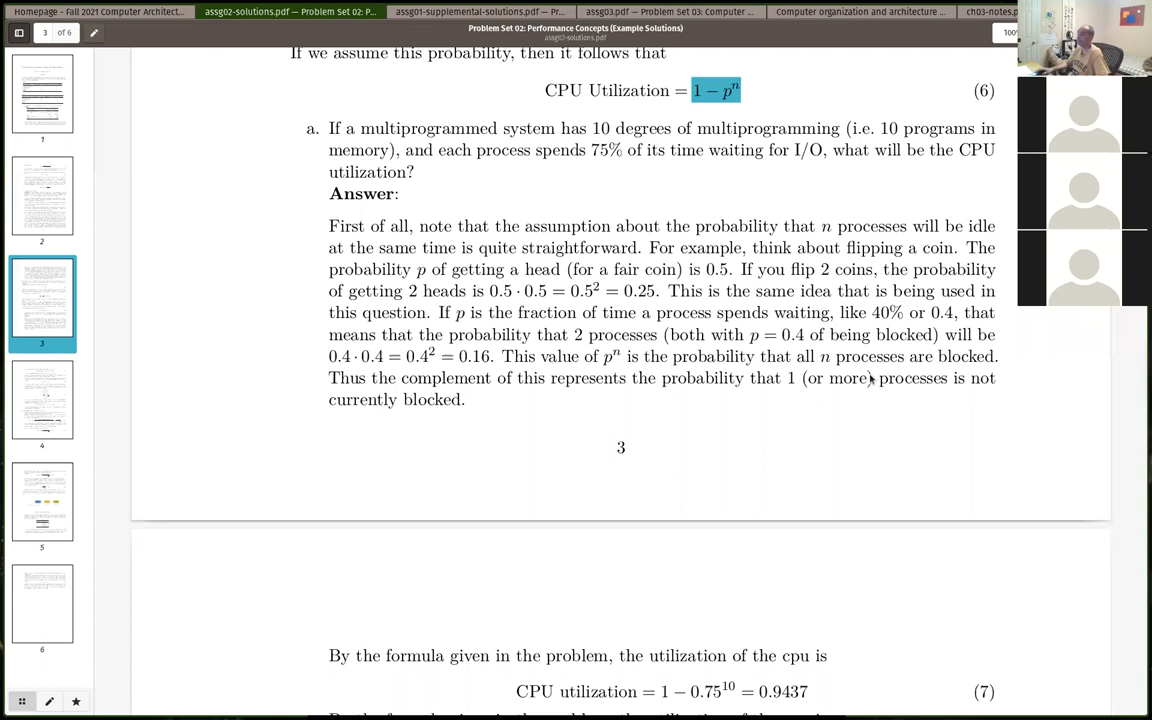 Homepage - Fall 2021 Computer Architect...
assg02-solutions.pdf — Problem Set 02: P...
assg01-supplemental-solutions.pdf — Pr...
assg03.pdf — Problem Set 03: Computer ...
Computer organization and architecture ...
ch03-notes.p
3 of 6
Problem Set 02: Performance Concepts (Example Solutions)
assg02-solutions.pdf
100%
If we assume this probability, then it follows that
CPU Utilization = 1 − pⁿ (6)
a. If a multiprogrammed system has 10 degrees of multiprogramming (i.e. 10 programs in
memory), and each process spends 75% of its time waiting for I/O, what will be the CPU
utilization?
Answer:
First of all, note that the assumption about the probability that n processes will be idle
at the same time is quite straightforward. For example, think about flipping a coin. The
probability p of getting a head (for a fair coin) is 0.5. If you flip 2 coins, the probability
of getting 2 heads is 0.5 · 0.5 = 0.5² = 0.25. This is the same idea that is being used in
this question. If p is the fraction of time a process spends waiting, like 40% or 0.4, that
means that the probability that 2 processes (both with p = 0.4 of being blocked) will be
0.4 · 0.4 = 0.4² = 0.16. This value of pⁿ is the probability that all n processes are blocked.
Thus the complement of this represents the probability that 1 (or more) processes is not
currently blocked.
3
By the formula given in the problem, the utilization of the cpu is
CPU utilization = 1 − 0.75¹⁰ = 0.9437 (7)
1
2
3
4
5
6